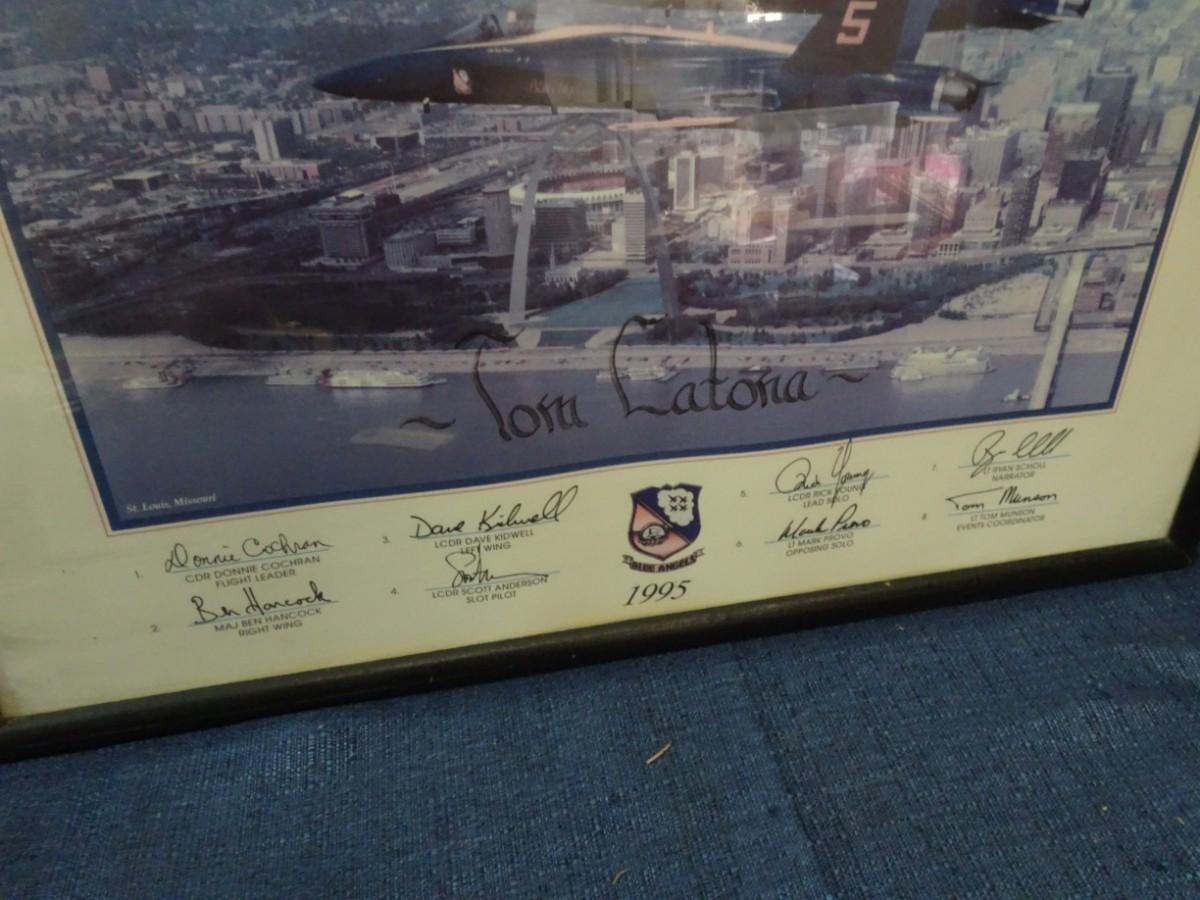 5
~ Tom Latona ~
St. Louis, Missouri
1. Donnie Cochran
CDR DONNIE COCHRAN
FLIGHT LEADER
2. Ben Hancock
MAJ BEN HANCOCK
RIGHT WING
3. Dave Kidwell
LCDR DAVE KIDWELL
LEFT WING
4.
LCDR SCOTT ANDERSON
SLOT PILOT
BLUE ANGELS
1995
5. Rick Young
LCDR RICK YOUNG
LEAD SOLO
6. Mark Provo
LT MARK PROVO
OPPOSING SOLO
7.
LT RYAN SCHOLL
NARRATOR
8. Tom Munson
LT TOM MUNSON
EVENTS COORDINATOR